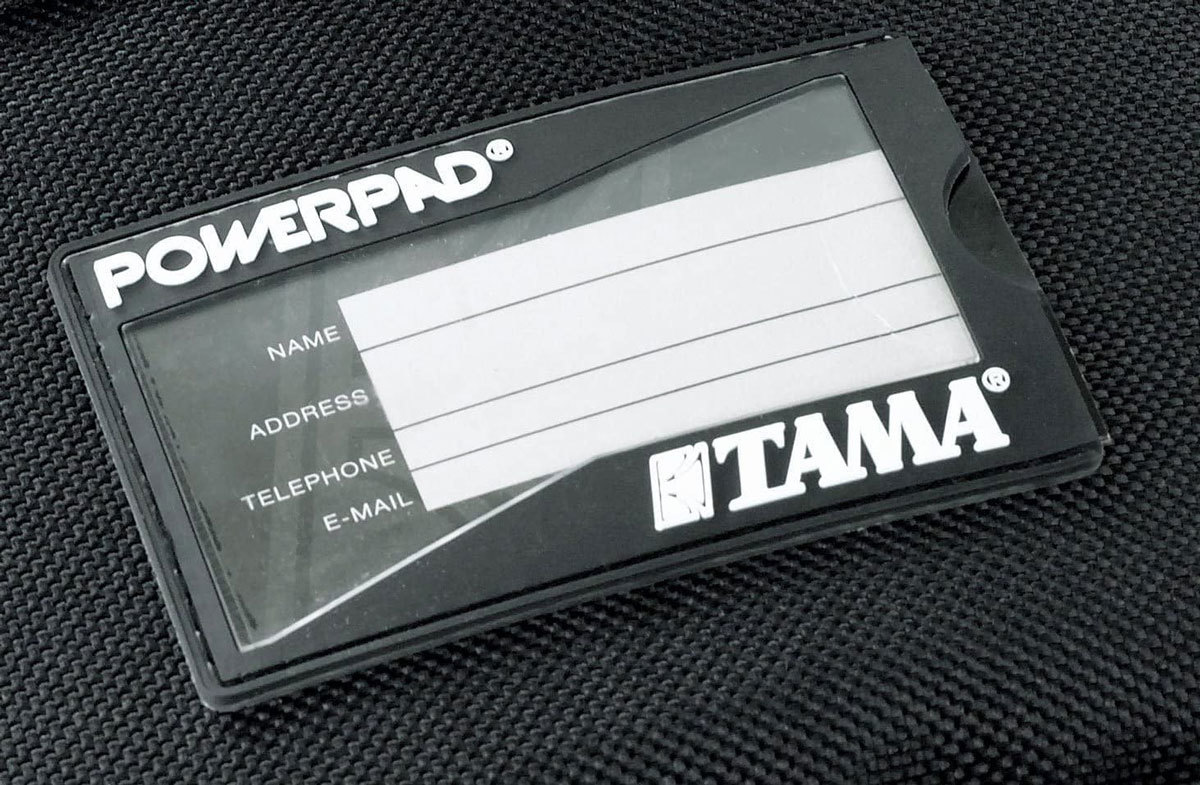 POWERPAD®
NAME
ADDRESS
TELEPHONE
E-MAIL
TAMA®